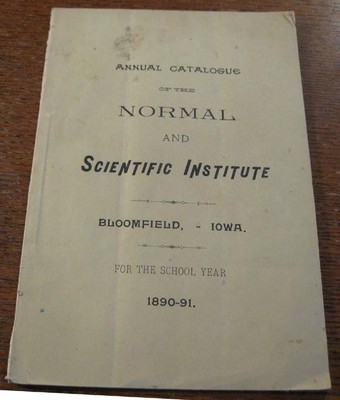 ANNUAL CATALOGUE
OF THE
NORMAL
AND
SCIENTIFIC INSTITUTE
BLOOMFIELD, - IOWA.
FOR THE SCHOOL YEAR
1890-91.